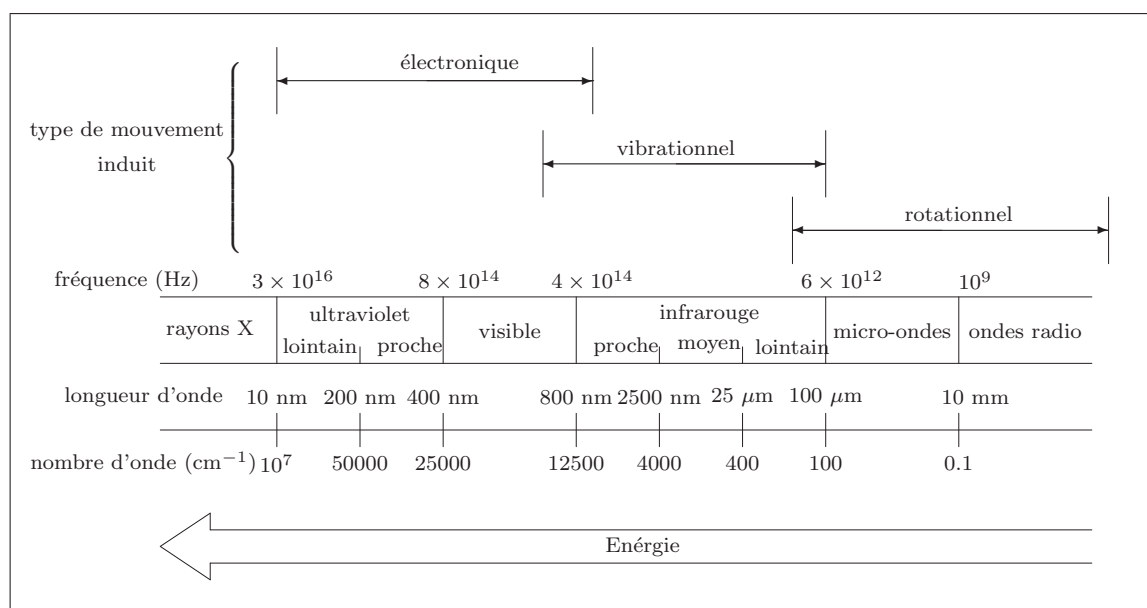 électronique
type de mouvement
induit
vibrationnel
rotationnel
fréquence (Hz) 3 × 10^16 8 × 10^14 4 × 10^14 6 × 10^12 10^9
rayons X ultraviolet visible infrarouge micro-ondes ondes radio
lointain proche proche moyen lointain
longueur d'onde 10 nm 200 nm 400 nm 800 nm 2500 nm 25 μm 100 μm 10 mm
nombre d'onde (cm^−1) 10^7 50000 25000 12500 4000 400 100 0.1
Enérgie